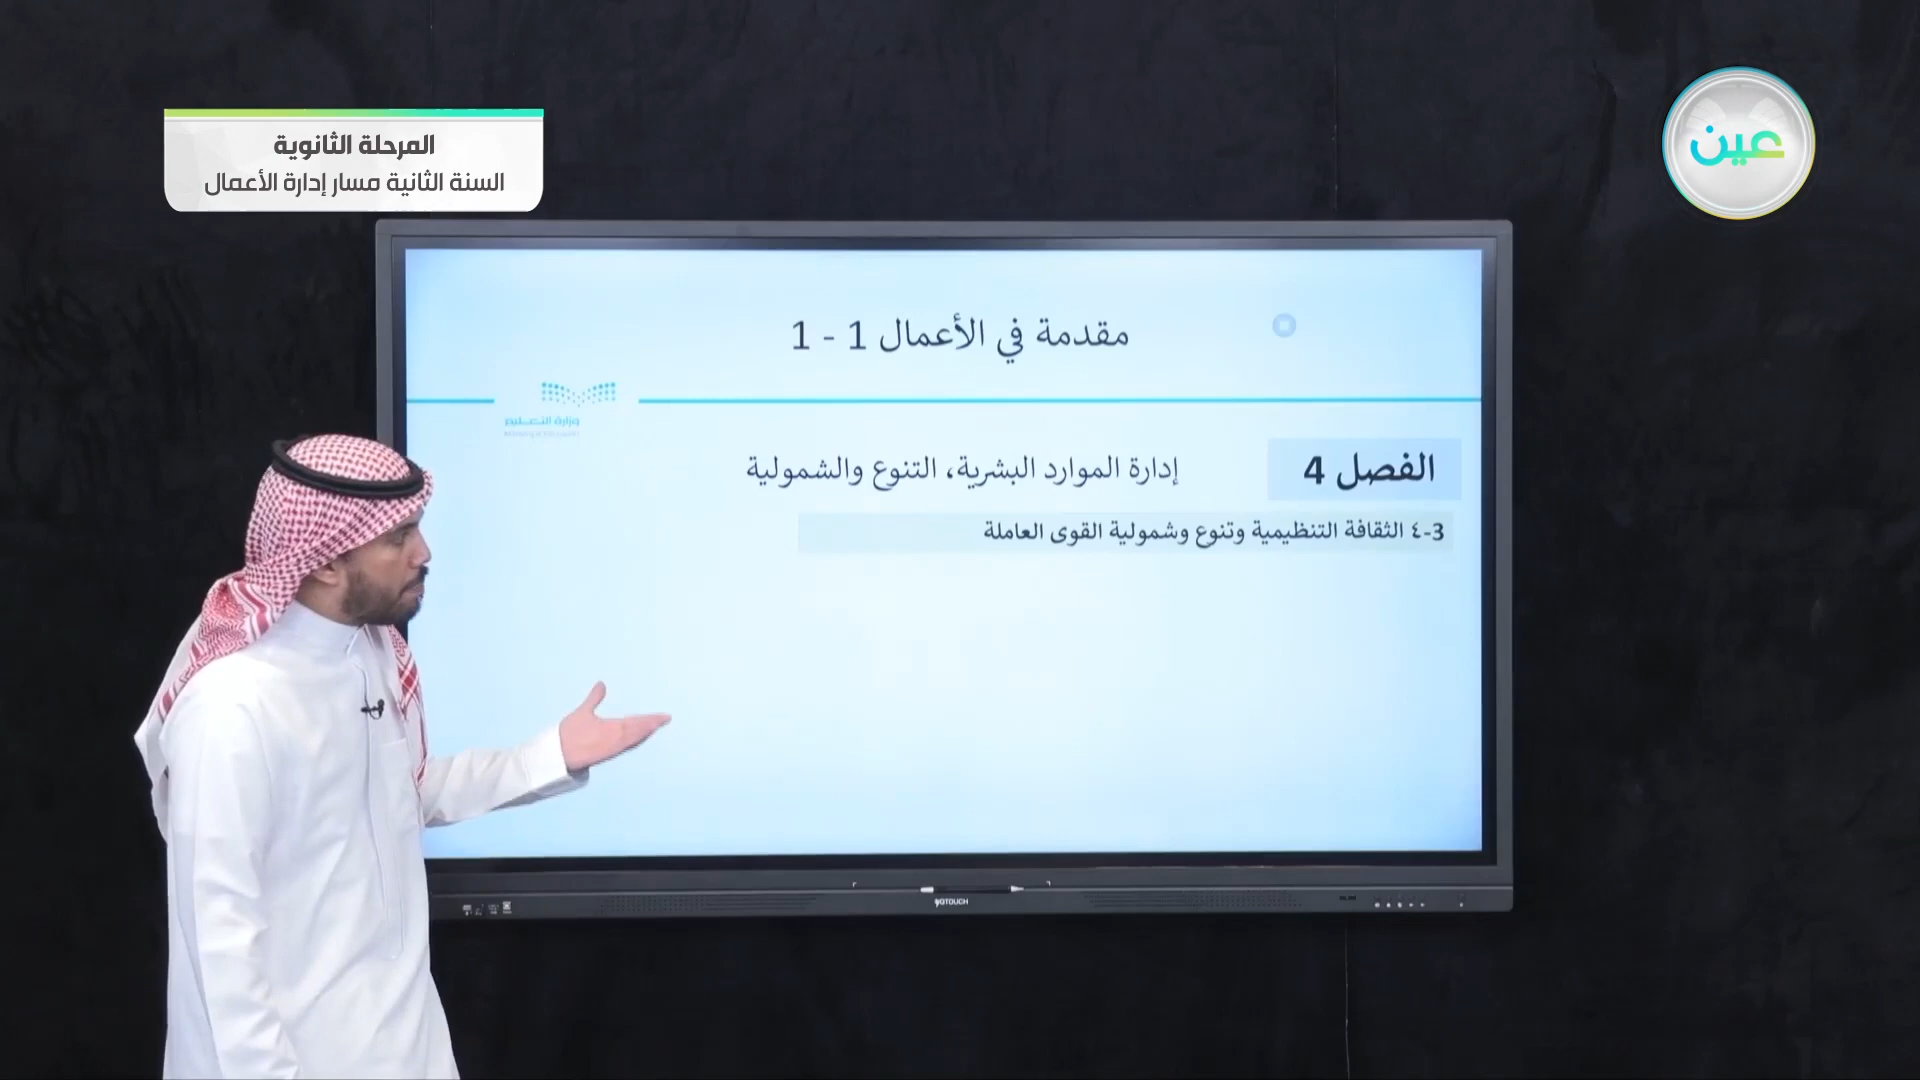 المرحلة الثانوية
السنة الثانية مسار إدارة الأعمال
عين
مقدمة في الأعمال 1 - 1
وزارة التعليم
الفصل 4
إدارة الموارد البشرية، التنوع والشمولية
3-٤ الثقافة التنظيمية وتنوع وشمولية القوى العاملة